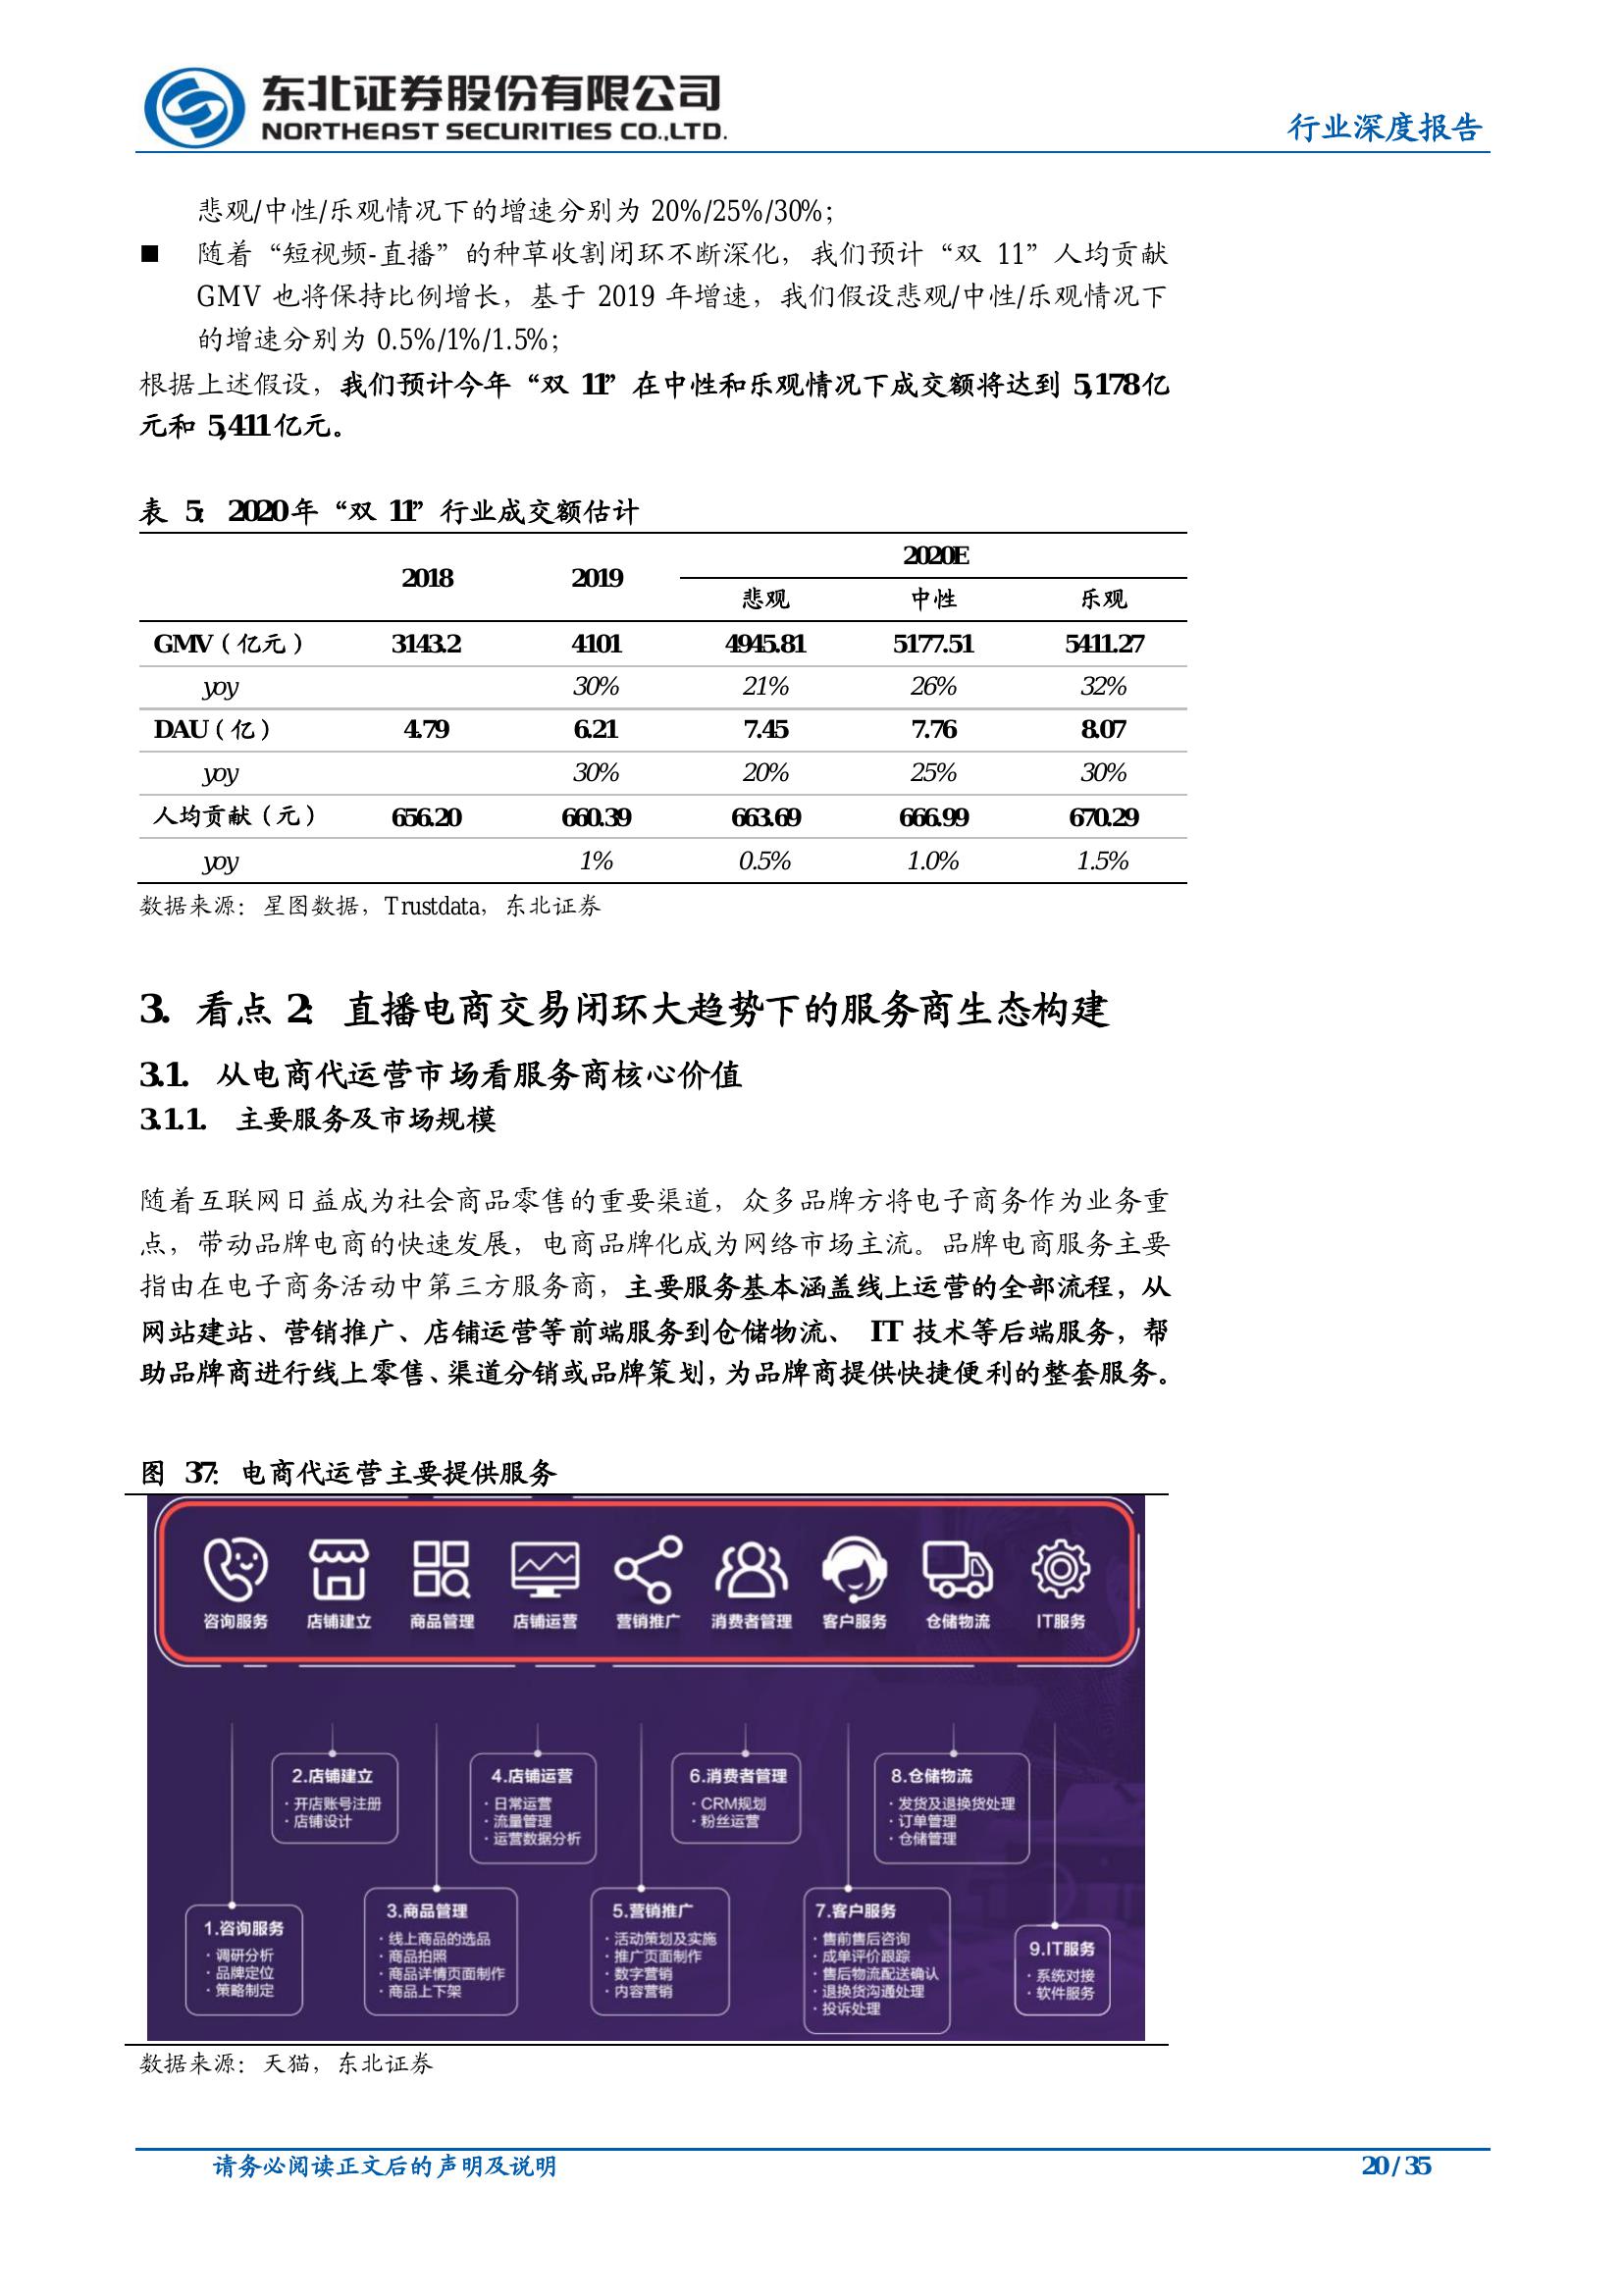 东北证券股份有限公司
NORTHEAST SECURITIES CO.,LTD.
行业深度报告
悲观/中性/乐观情况下的增速分别为 20%/25%/30%；
■ 随着“短视频-直播”的种草收割闭环不断深化，我们预计“双 11”人均贡献
GMV 也将保持比例增长，基于 2019 年增速，我们假设悲观/中性/乐观情况下
的增速分别为 0.5%/1%/1.5%；
根据上述假设，我们预计今年“双 11”在中性和乐观情况下成交额将达到 5,178 亿
元和 5,411 亿元。
表 5：2020 年“双 11”行业成交额估计
2018 2019 2020E
悲观 中性 乐观
GMV（亿元） 3143.2 4101 4945.81 5177.51 5411.27
yoy 30% 21% 26% 32%
DAU（亿） 4.79 6.21 7.45 7.76 8.07
yoy 30% 20% 25% 30%
人均贡献（元） 656.20 660.39 663.69 666.99 670.29
yoy 1% 0.5% 1.0% 1.5%
数据来源：星图数据，Trustdata，东北证券
3. 看点 2：直播电商交易闭环大趋势下的服务商生态构建
3.1. 从电商代运营市场看服务商核心价值
3.1.1. 主要服务及市场规模
随着互联网日益成为社会商品零售的重要渠道，众多品牌方将电子商务作为业务重
点，带动品牌电商的快速发展，电商品牌化成为网络市场主流。品牌电商服务主要
指由在电子商务活动中第三方服务商，主要服务基本涵盖线上运营的全部流程，从
网站建站、营销推广、店铺运营等前端服务到仓储物流、 IT 技术等后端服务，帮
助品牌商进行线上零售、渠道分销或品牌策划，为品牌商提供快捷便利的整套服务。
图 37：电商代运营主要提供服务
咨询服务 店铺建立 商品管理 店铺运营 营销推广 消费者管理 客户服务 仓储物流 IT服务
2.店铺建立
· 开店账号注册
· 店铺设计
4.店铺运营
· 日常运营
· 流量管理
· 运营数据分析
6.消费者管理
· CRM规划
· 粉丝运营
8.仓储物流
· 发货及退换货处理
· 订单管理
· 仓储管理
1.咨询服务
· 调研分析
· 品牌定位
· 策略制定
3.商品管理
· 线上商品的选品
· 商品拍照
· 商品详情页面制作
· 商品上下架
5.营销推广
· 活动策划及实施
· 推广页面制作
· 数字营销
· 内容营销
7.客户服务
· 售前售后咨询
· 成单评价跟踪
· 售后物流配送确认
· 退换货沟通处理
· 投诉处理
9.IT服务
· 系统对接
· 软件服务
数据来源：天猫，东北证券
请务必阅读正文后的声明及说明
20 / 35